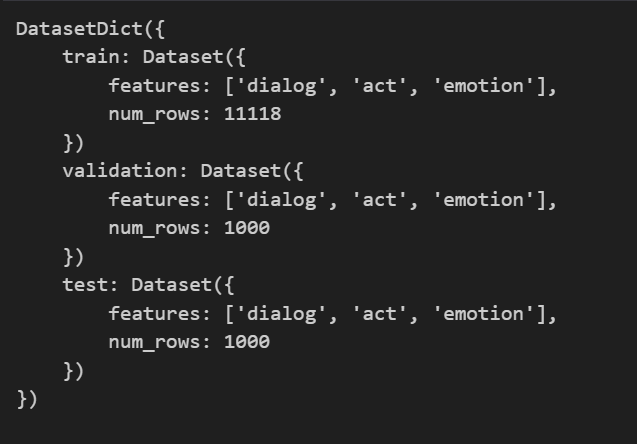 DatasetDict({
    train: Dataset({
        features: ['dialog', 'act', 'emotion'],
        num_rows: 11118
    })
    validation: Dataset({
        features: ['dialog', 'act', 'emotion'],
        num_rows: 1000
    })
    test: Dataset({
        features: ['dialog', 'act', 'emotion'],
        num_rows: 1000
    })
})